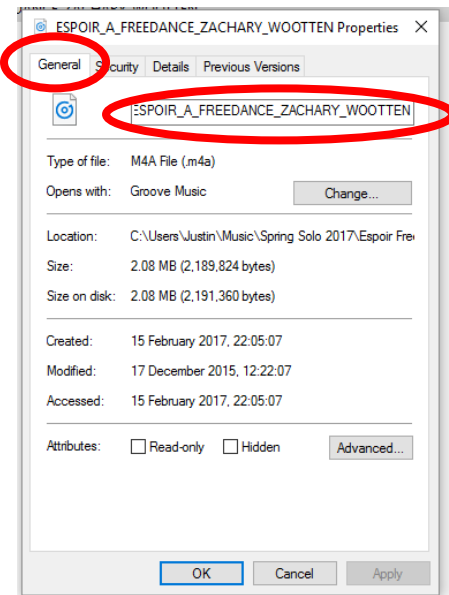 ESPOIR_A_FREEDANCE_ZACHARY_WOOTTEN Properties
General Security Details Previous Versions
ESPOIR_A_FREEDANCE_ZACHARY_WOOTTEN
Type of file: M4A File (.m4a)
Opens with: Groove Music Change...
Location: C:\Users\Justin\Music\Spring Solo 2017\Espoir Free
Size: 2.08 MB (2,189,824 bytes)
Size on disk: 2.08 MB (2,191,360 bytes)
Created: 15 February 2017, 22:05:07
Modified: 17 December 2015, 12:22:07
Accessed: 15 February 2017, 22:05:07
Attributes: Read-only Hidden Advanced...
OK Cancel Apply